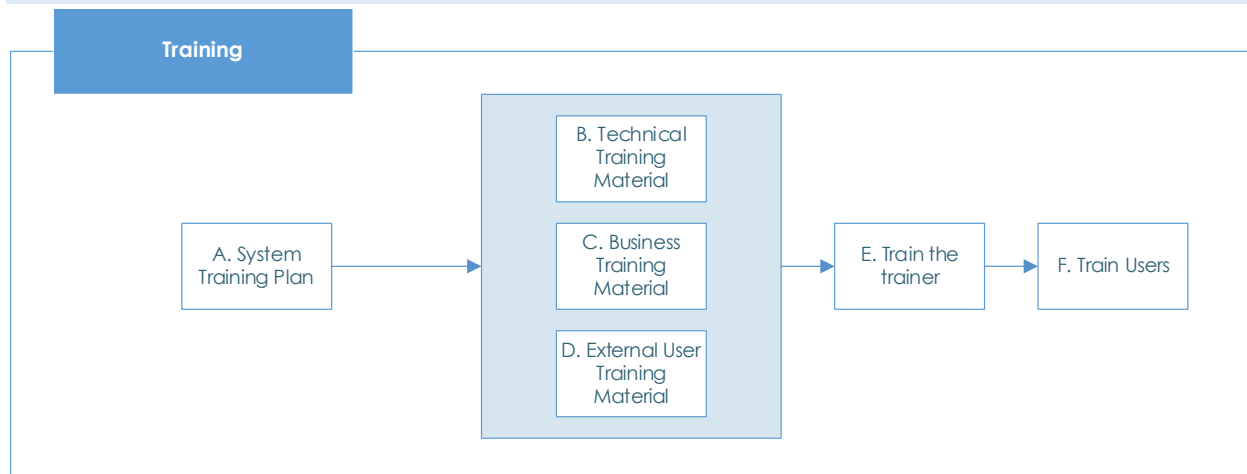 Training
B. Technical
Training
Material
A. System
Training Plan
C. Business
Training
Material
E. Train the
trainer
F. Train Users
D. External User
Training
Material